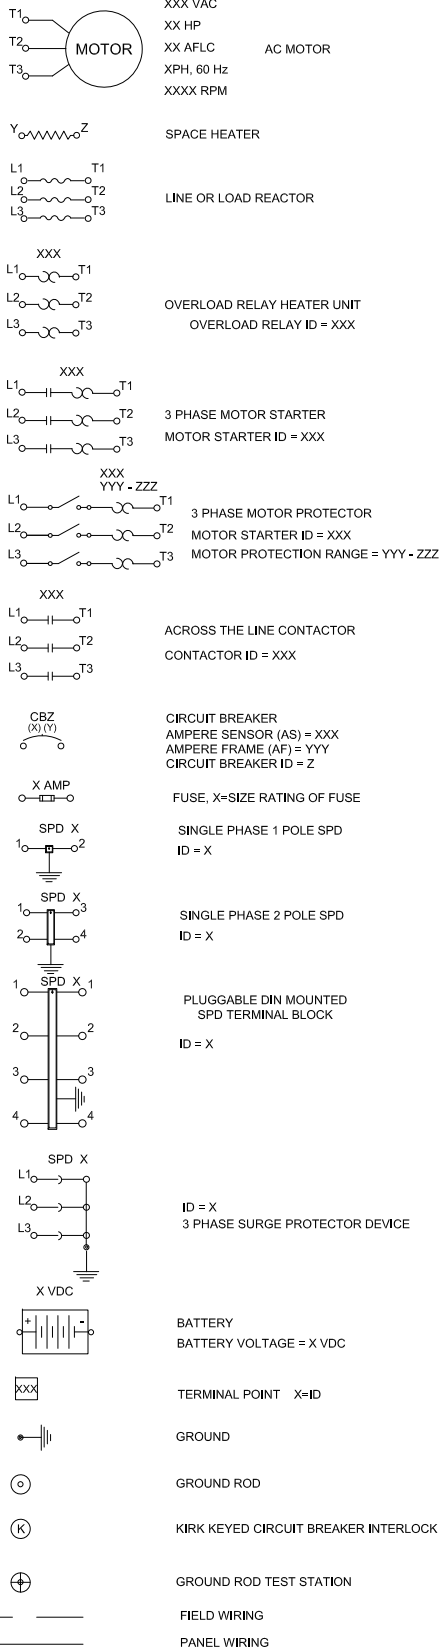 XXX VAC
T1
XX HP
T2
MOTOR
XX AFLC
AC MOTOR
T3
XPH, 60 Hz
XXXX RPM
Y
Z
SPACE HEATER
L1
T1
L2
T2
LINE OR LOAD REACTOR
L3
T3
XXX
L1
T1
L2
T2
OVERLOAD RELAY HEATER UNIT
L3
T3
OVERLOAD RELAY ID = XXX
XXX
L1
T1
L2
T2
3 PHASE MOTOR STARTER
L3
T3
MOTOR STARTER ID = XXX
XXX
YYY - ZZZ
L1
T1
3 PHASE MOTOR PROTECTOR
L2
T2
MOTOR STARTER ID = XXX
L3
T3
MOTOR PROTECTION RANGE = YYY - ZZZ
XXX
L1
T1
ACROSS THE LINE CONTACTOR
L2
T2
CONTACTOR ID = XXX
L3
T3
CBZ
(X) (Y)
CIRCUIT BREAKER
AMPERE SENSOR (AS) = XXX
AMPERE FRAME (AF) = YYY
CIRCUIT BREAKER ID = Z
X AMP
FUSE, X=SIZE RATING OF FUSE
SPD X
SINGLE PHASE 1 POLE SPD
1
2
ID = X
SPD X
1
3
SINGLE PHASE 2 POLE SPD
2
4
ID = X
SPD X
1
1
PLUGGABLE DIN MOUNTED
SPD TERMINAL BLOCK
2
2
ID = X
3
3
4
4
SPD X
L1
L2
ID = X
L3
3 PHASE SURGE PROTECTOR DEVICE
X VDC
+
-
BATTERY
BATTERY VOLTAGE = X VDC
XXX
TERMINAL POINT X=ID
GROUND
GROUND ROD
K
KIRK KEYED CIRCUIT BREAKER INTERLOCK
GROUND ROD TEST STATION
FIELD WIRING
PANEL WIRING